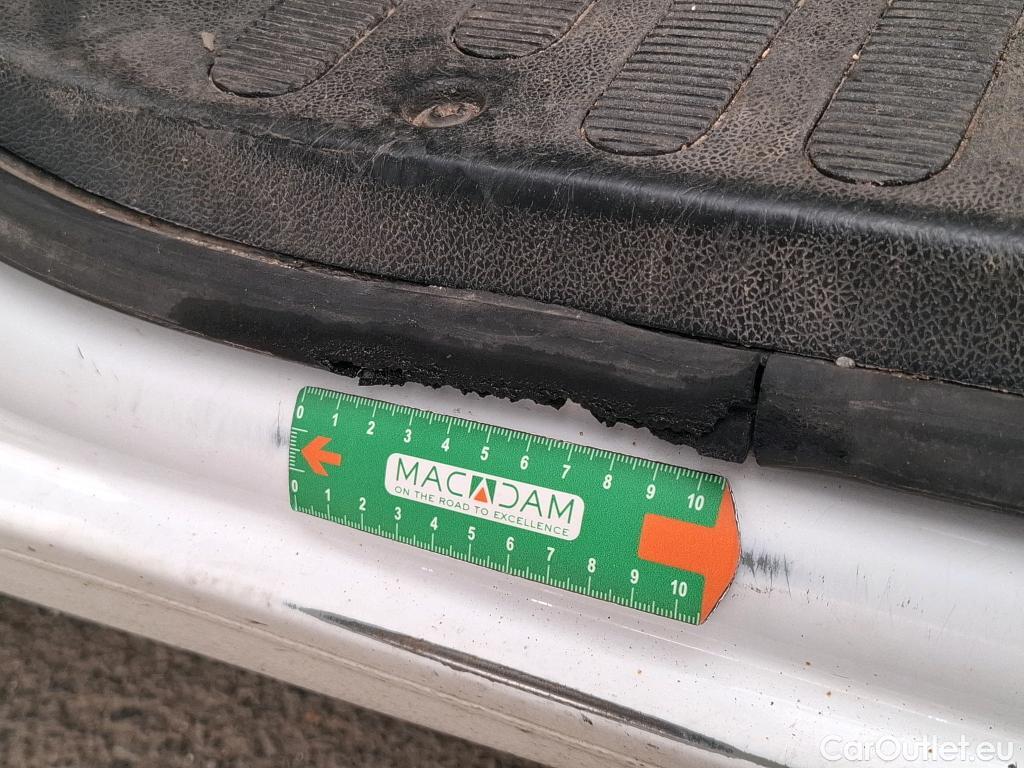 0 1 2 3 4 5 6 7 8 9 10
MACADAM
ON THE ROAD TO EXCELLENCE
0 1 2 3 4 5 6 7 8 9 10
CarOutlet.eu